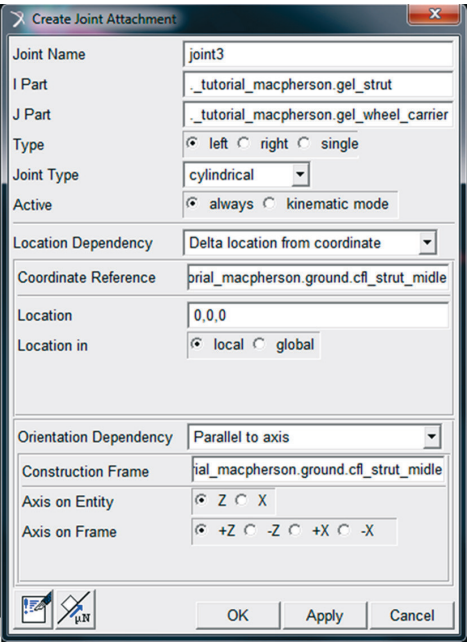 Create Joint Attachment
Joint Name joint3
I Part ._tutorial_macpherson.gel_strut
J Part ._tutorial_macpherson.gel_wheel_carrier
Type left right single
Joint Type cylindrical
Active always kinematic mode
Location Dependency Delta location from coordinate
Coordinate Reference orial_macpherson.ground.cfl_strut_midle
Location 0,0,0
Location in local global
Orientation Dependency Parallel to axis
Construction Frame rial_macpherson.ground.cfl_strut_midle
Axis on Entity Z X
Axis on Frame +Z -Z +X -X
μN OK Apply Cancel